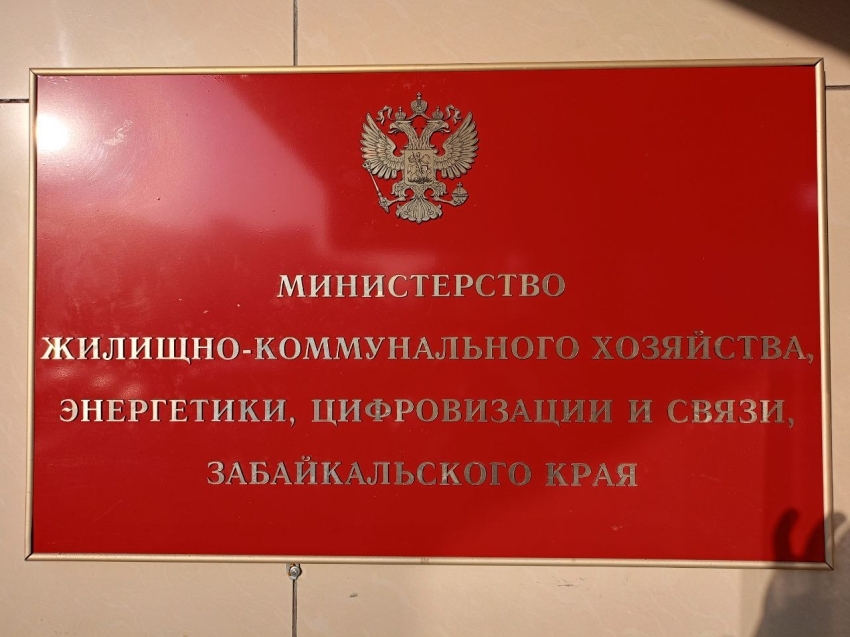 МИНИСТЕРСТВО
ЖИЛИЩНО-КОММУНАЛЬНОГО ХОЗЯЙСТВА,
ЭНЕРГЕТИКИ, ЦИФРОВИЗАЦИИ И СВЯЗИ,
ЗАБАЙКАЛЬСКОГО КРАЯ